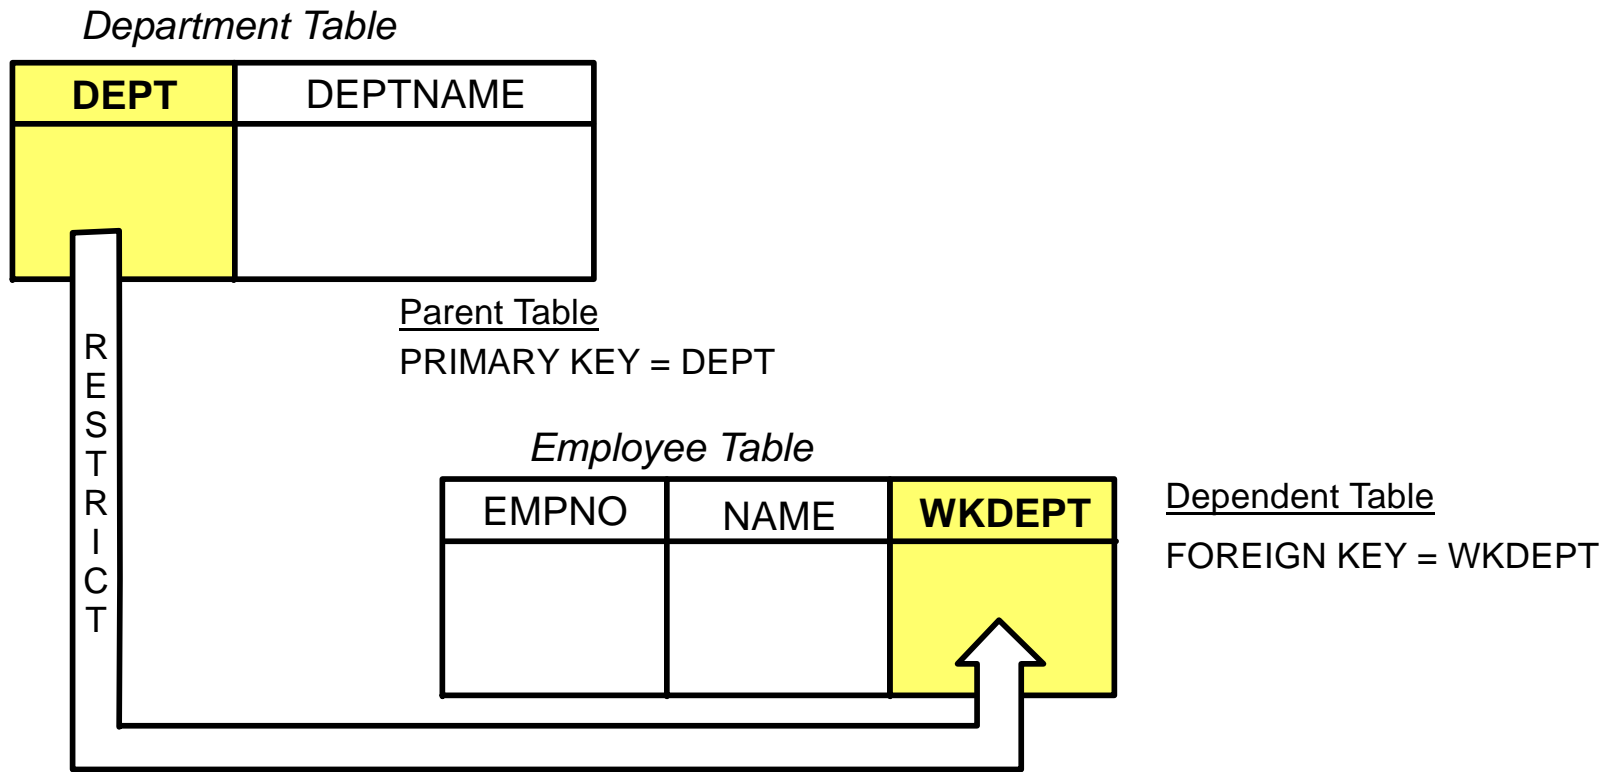 Department Table
DEPT DEPTNAME
Parent Table
PRIMARY KEY = DEPT
RESTRICT
Employee Table
EMPNO NAME WKDEPT
Dependent Table
FOREIGN KEY = WKDEPT